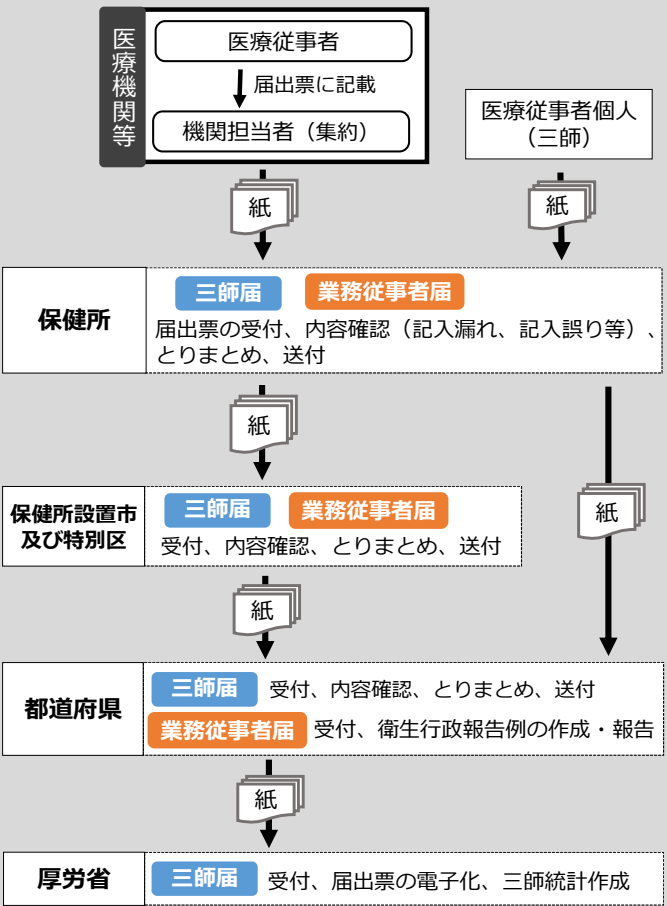 医療機関等
医療従事者
届出票に記載
機関担当者（集約）
医療従事者個人
（三師）
紙
紙
保健所
三師届
業務従事者届
届出票の受付、内容確認（記入漏れ、記入誤り等）、
とりまとめ、送付
紙
紙
保健所設置市
及び特別区
三師届
業務従事者届
受付、内容確認、とりまとめ、送付
紙
都道府県
三師届
受付、内容確認、とりまとめ、送付
業務従事者届
受付、衛生行政報告例の作成・報告
紙
厚労省
三師届
受付、届出票の電子化、三師統計作成